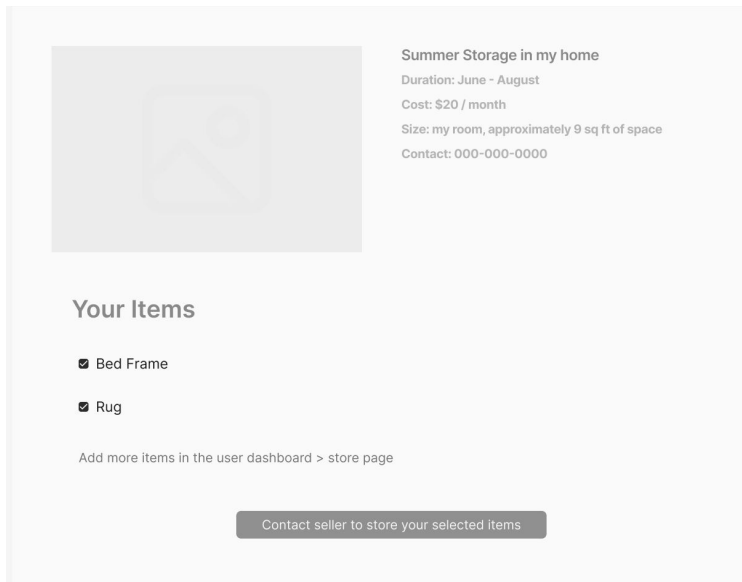 Summer Storage in my home
Duration: June - August
Cost: $20 / month
Size: my room, approximately 9 sq ft of space
Contact: 000-000-0000
Your Items
Bed Frame
Rug
Add more items in the user dashboard > store page
Contact seller to store your selected items